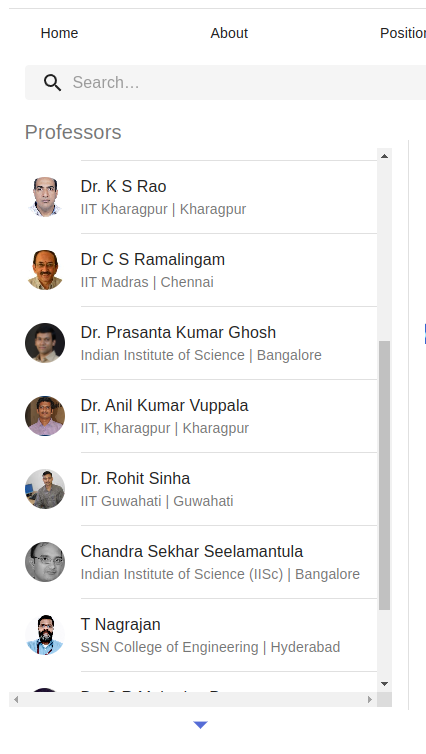 Home About
Search…
Professors
Dr. K S Rao
IIT Kharagpur | Kharagpur
Dr C S Ramalingam
IIT Madras | Chennai
Dr. Prasanta Kumar Ghosh
Indian Institute of Science | Bangalore
Dr. Anil Kumar Vuppala
IIT, Kharagpur | Kharagpur
Dr. Rohit Sinha
IIT Guwahati | Guwahati
Chandra Sekhar Seelamantula
Indian Institute of Science (IISc) | Bangalore
T Nagrajan
SSN College of Engineering | Hyderabad